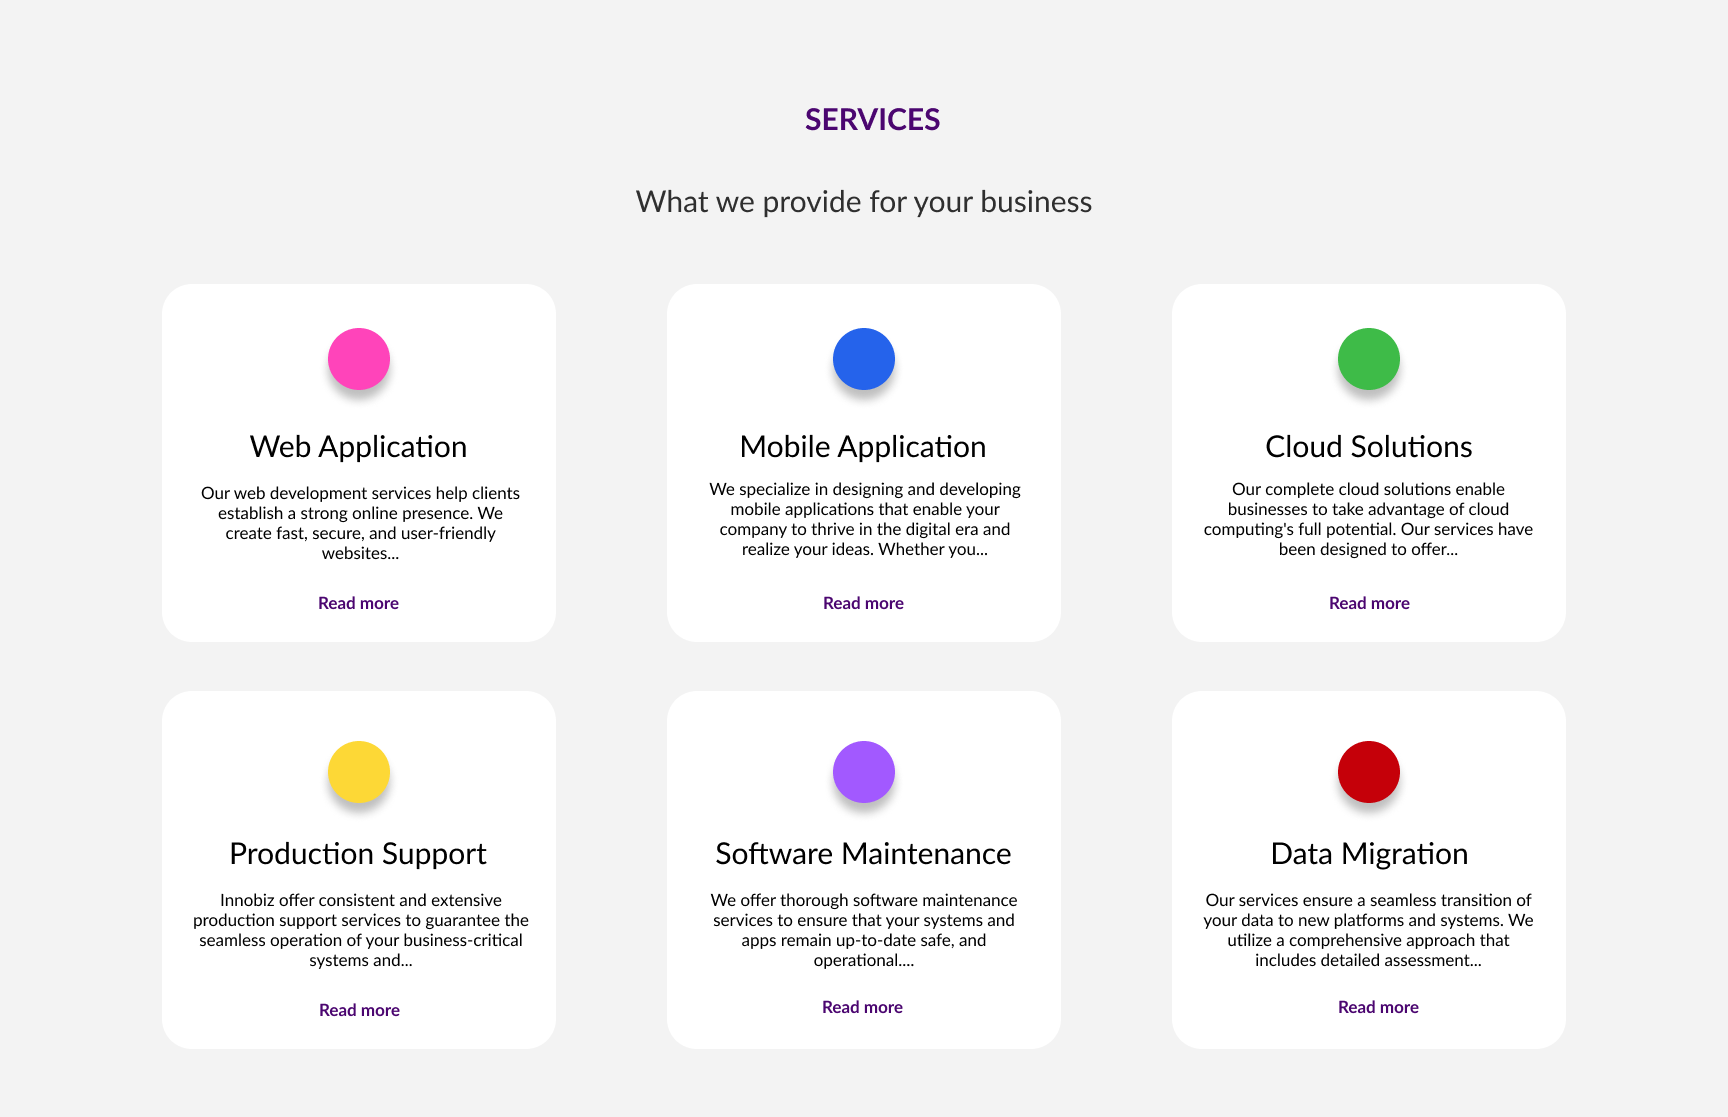 SERVICES
What we provide for your business
Web Application
Our web development services help clients
establish a strong online presence. We
create fast, secure, and user-friendly
websites...
Read more
Mobile Application
We specialize in designing and developing
mobile applications that enable your
company to thrive in the digital era and
realize your ideas. Whether you...
Read more
Cloud Solutions
Our complete cloud solutions enable
businesses to take advantage of cloud
computing's full potential. Our services have
been designed to offer...
Read more
Production Support
Innobiz offer consistent and extensive
production support services to guarantee the
seamless operation of your business-critical
systems and...
Read more
Software Maintenance
We offer thorough software maintenance
services to ensure that your systems and
apps remain up-to-date safe, and
operational....
Read more
Data Migration
Our services ensure a seamless transition of
your data to new platforms and systems. We
utilize a comprehensive approach that
includes detailed assessment...
Read more